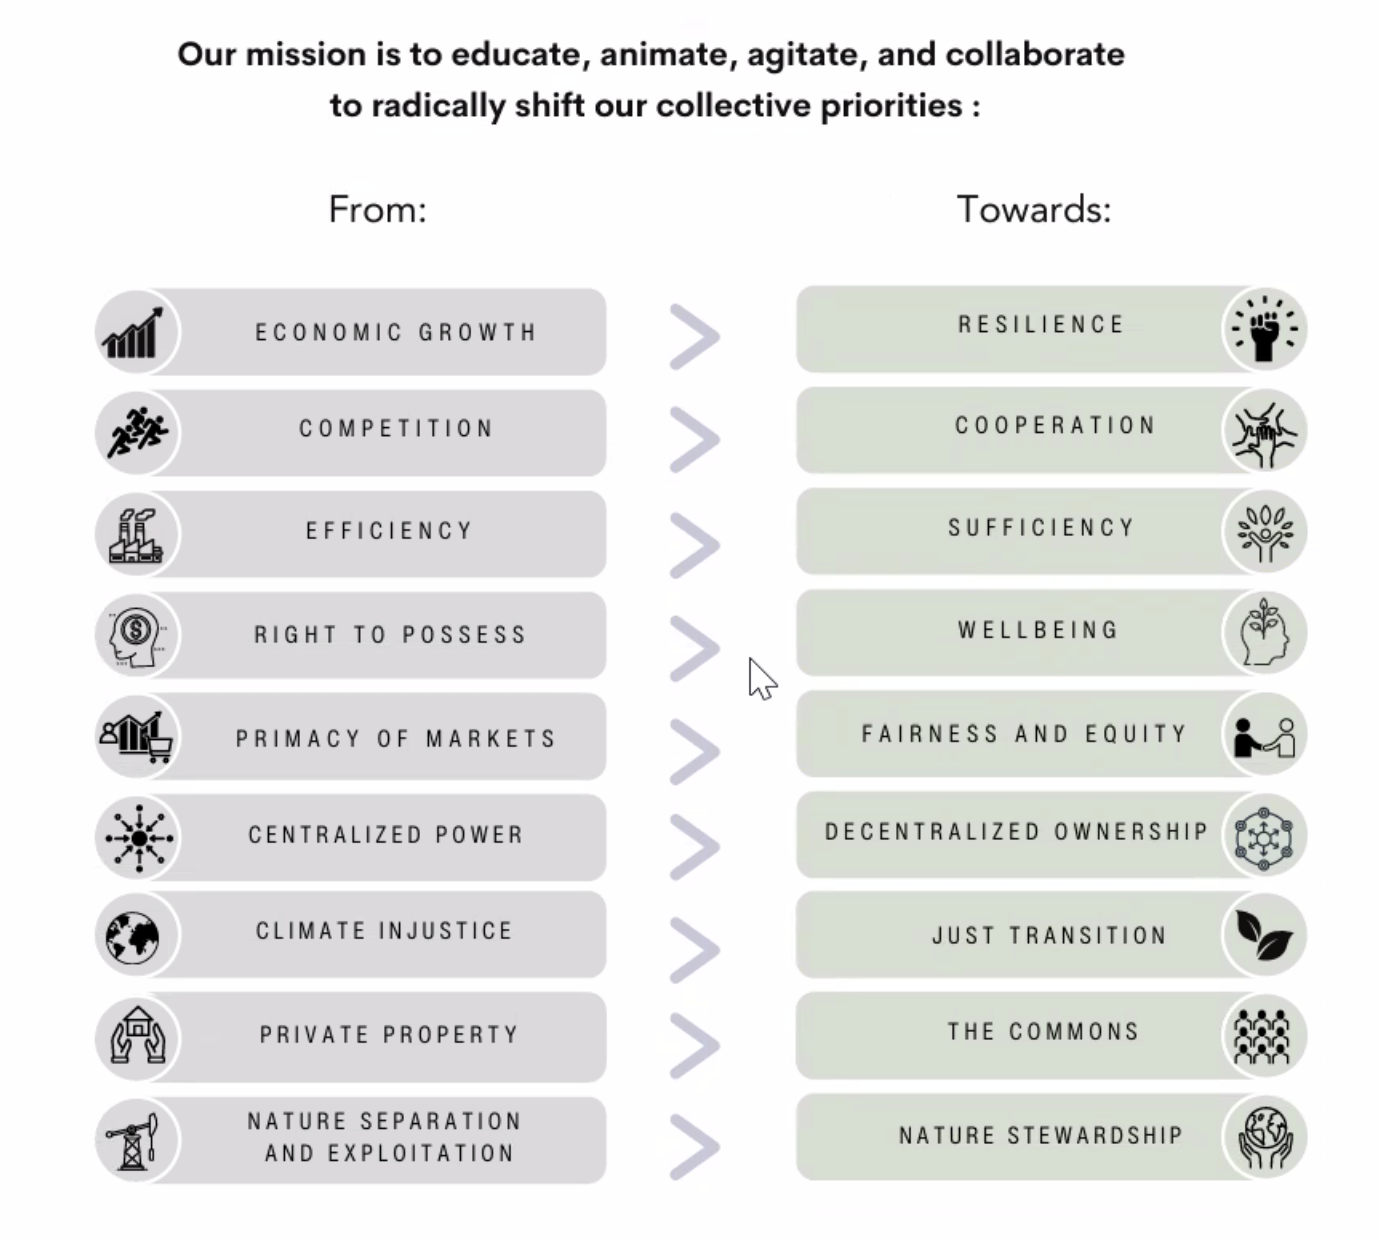 Our mission is to educate, animate, agitate, and collaborate
to radically shift our collective priorities :
From:
Towards:
ECONOMIC GROWTH
RESILIENCE
COMPETITION
COOPERATION
EFFICIENCY
SUFFICIENCY
RIGHT TO POSSESS
WELLBEING
PRIMACY OF MARKETS
FAIRNESS AND EQUITY
CENTRALIZED POWER
DECENTRALIZED OWNERSHIP
CLIMATE INJUSTICE
JUST TRANSITION
PRIVATE PROPERTY
THE COMMONS
NATURE SEPARATION
AND EXPLOITATION
NATURE STEWARDSHIP